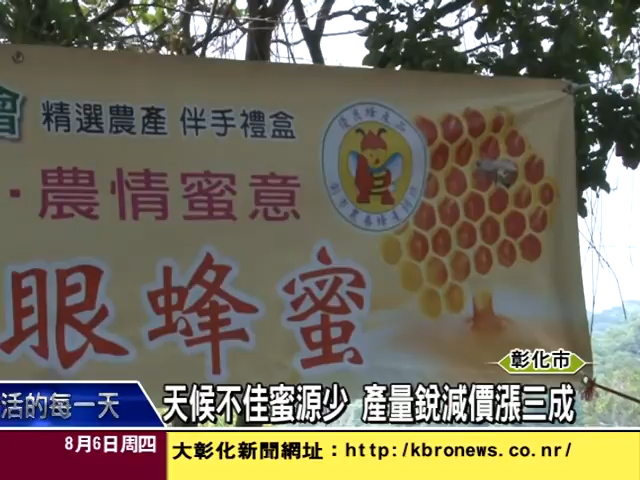 會 精選農產 伴手禮盒
·農情蜜意
眼蜂蜜
彰化市
活的每一天
天候不佳蜜源少 產量銳減價漲三成
8月6日周四
大彰化新聞網址：http:/kbronews.co.nr/